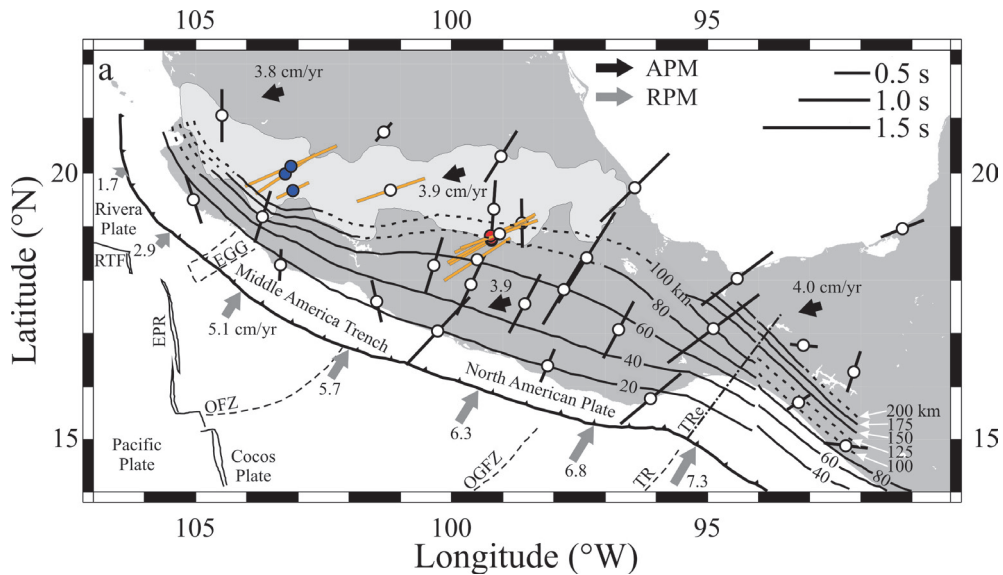 105 100 95
a
3.8 cm/yr
APM
RPM
0.5 s
1.0 s
1.5 s
20 20
3.9 cm/yr
1.7
Rivera Plate
RTF
2.9
EGG
100 km
4.0 cm/yr
3.9
80
60
40
20
Middle America Trench
5.1 cm/yr
EPR
North American Plate
5.7
OFZ
TRe
200 km
175
150
125
100
15 15
6.3
60
80
40
Pacific Plate
Cocos Plate
OGFZ
6.8
TR
7.3
105 100 95
Latitude (°N)
Longitude (°W)